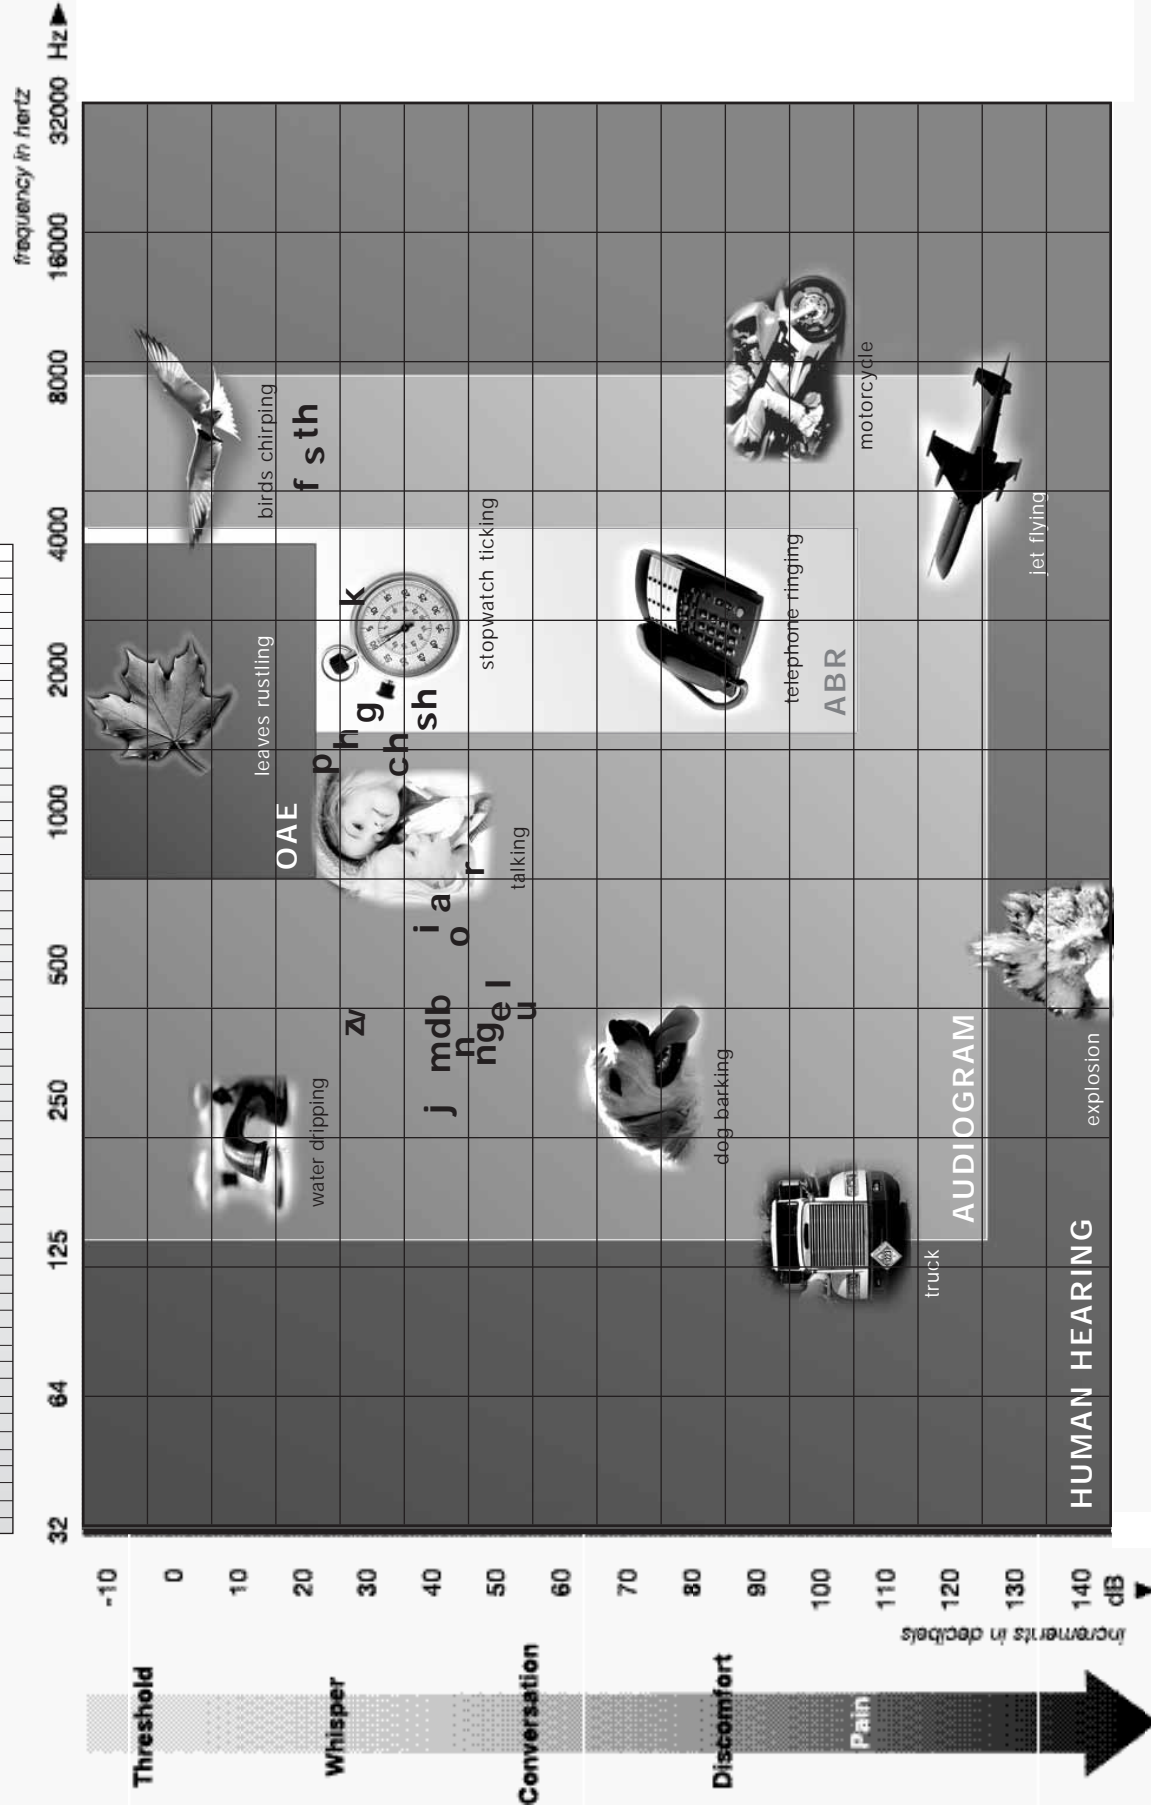 frequency in hertz
32 64 125 250 500 1000 2000 4000 8000 16000 32000 Hz
Threshold
Whisper
Conversation
Discomfort
Pain
-10
0
10
20
30
40
50
60
70
80
90
100
110
120
130
140
dB
increments in decibels
water dripping
leaves rustling
birds chirping
OAE
f s th
p
h
g
k
z v
ch
sh
j
mdb
n
ng
e l
u
i
a
o
r
talking
stopwatch ticking
dog barking
telephone ringing
ABR
motorcycle
truck
AUDIOGRAM
jet flying
explosion
HUMAN HEARING